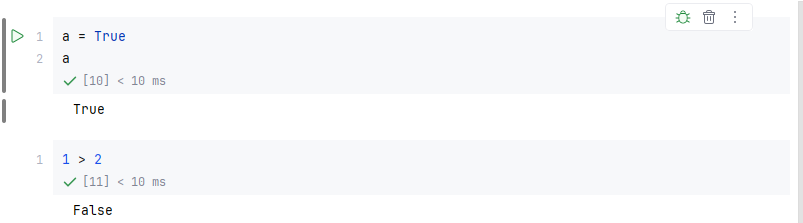 1 a = True
2 a
[10] < 10 ms
True
1 1 > 2
[11] < 10 ms
False